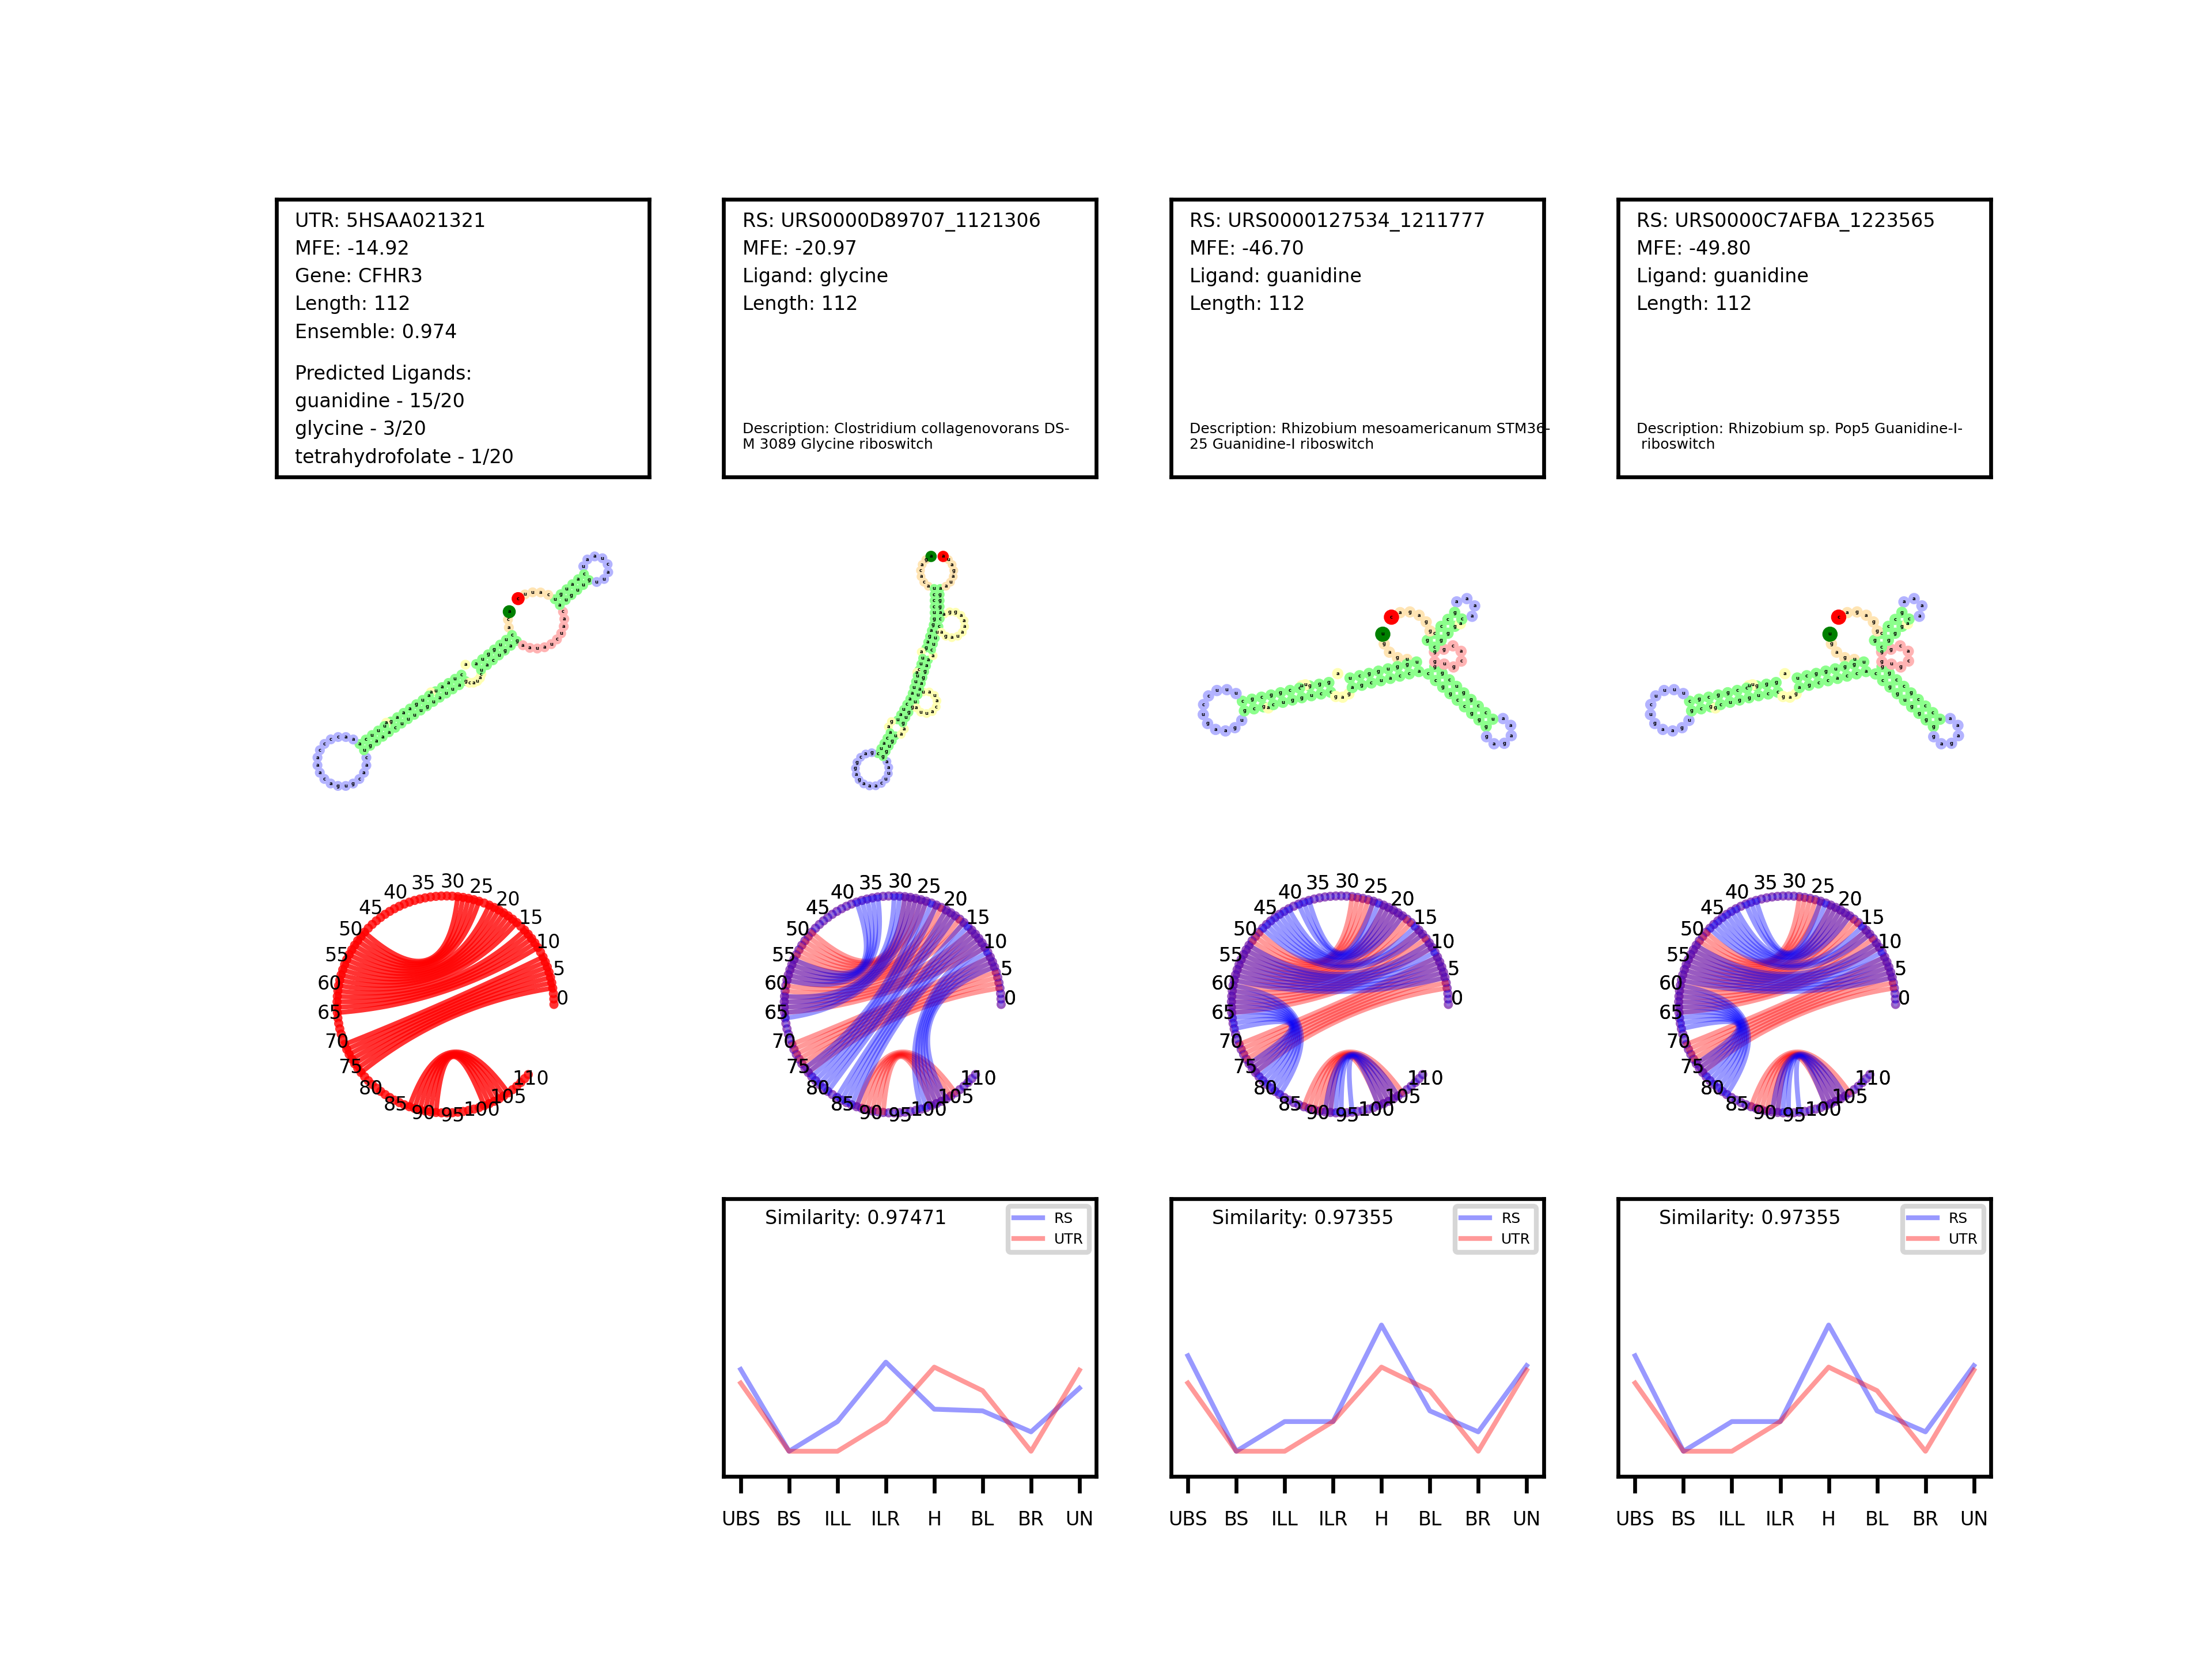 UTR: 5HSAA021321
MFE: -14.92
Gene: CFHR3
Length: 112
Ensemble: 0.974
Predicted Ligands:
guanidine - 15/20
glycine - 3/20
tetrahydrofolate - 1/20
RS: URS0000D89707_1121306
MFE: -20.97
Ligand: glycine
Length: 112
Description: Clostridium collagenovorans DS-
M 3089 Glycine riboswitch
RS: URS0000127534_1211777
MFE: -46.70
Ligand: guanidine
Length: 112
Description: Rhizobium mesoamericanum STM36-
25 Guanidine-I riboswitch
RS: URS0000C7AFBA_1223565
MFE: -49.80
Ligand: guanidine
Length: 112
Description: Rhizobium sp. Pop5 Guanidine-I-
riboswitch
0 5 10 15 20 25 30 35 40 45 50 55 60 65 70 75 80 85 90 95 100 105 110
0 5 10 15 20 25 30 35 40 45 50 55 60 65 70 75 80 85 90 95 100 105 110
0 5 10 15 20 25 30 35 40 45 50 55 60 65 70 75 80 85 90 95 100 105 110
0 5 10 15 20 25 30 35 40 45 50 55 60 65 70 75 80 85 90 95 100 105 110
Similarity: 0.97471
RS
UTR
UBS BS ILL ILR H BL BR UN
Similarity: 0.97355
RS
UTR
UBS BS ILL ILR H BL BR UN
Similarity: 0.97355
RS
UTR
UBS BS ILL ILR H BL BR UN